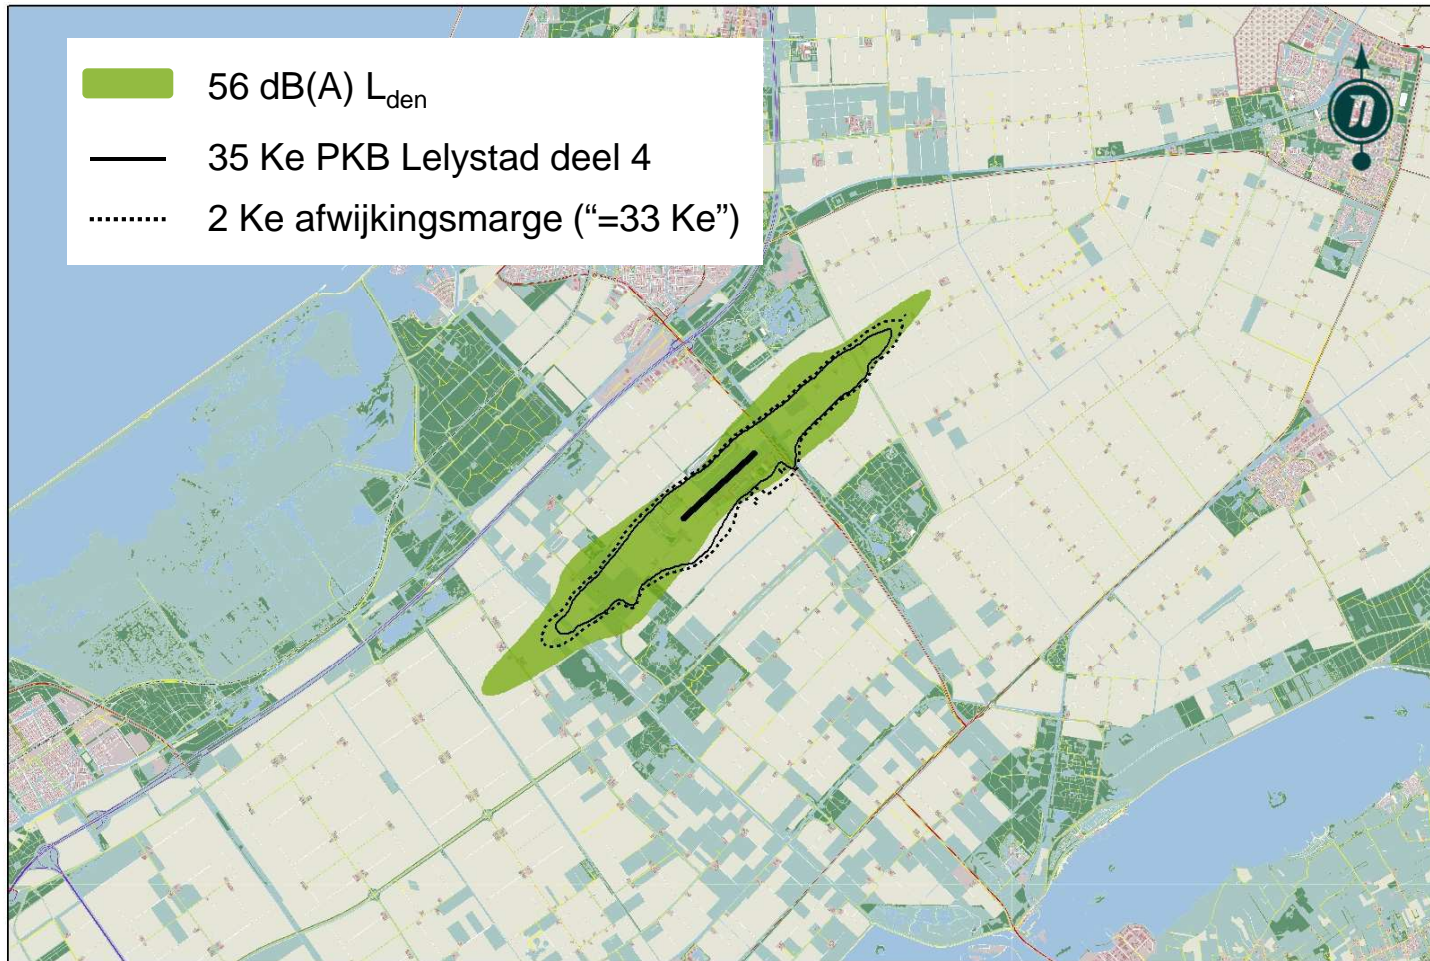 56 dB(A) Lden
35 Ke PKB Lelystad deel 4
2 Ke afwijkingsmarge (“=33 Ke”)